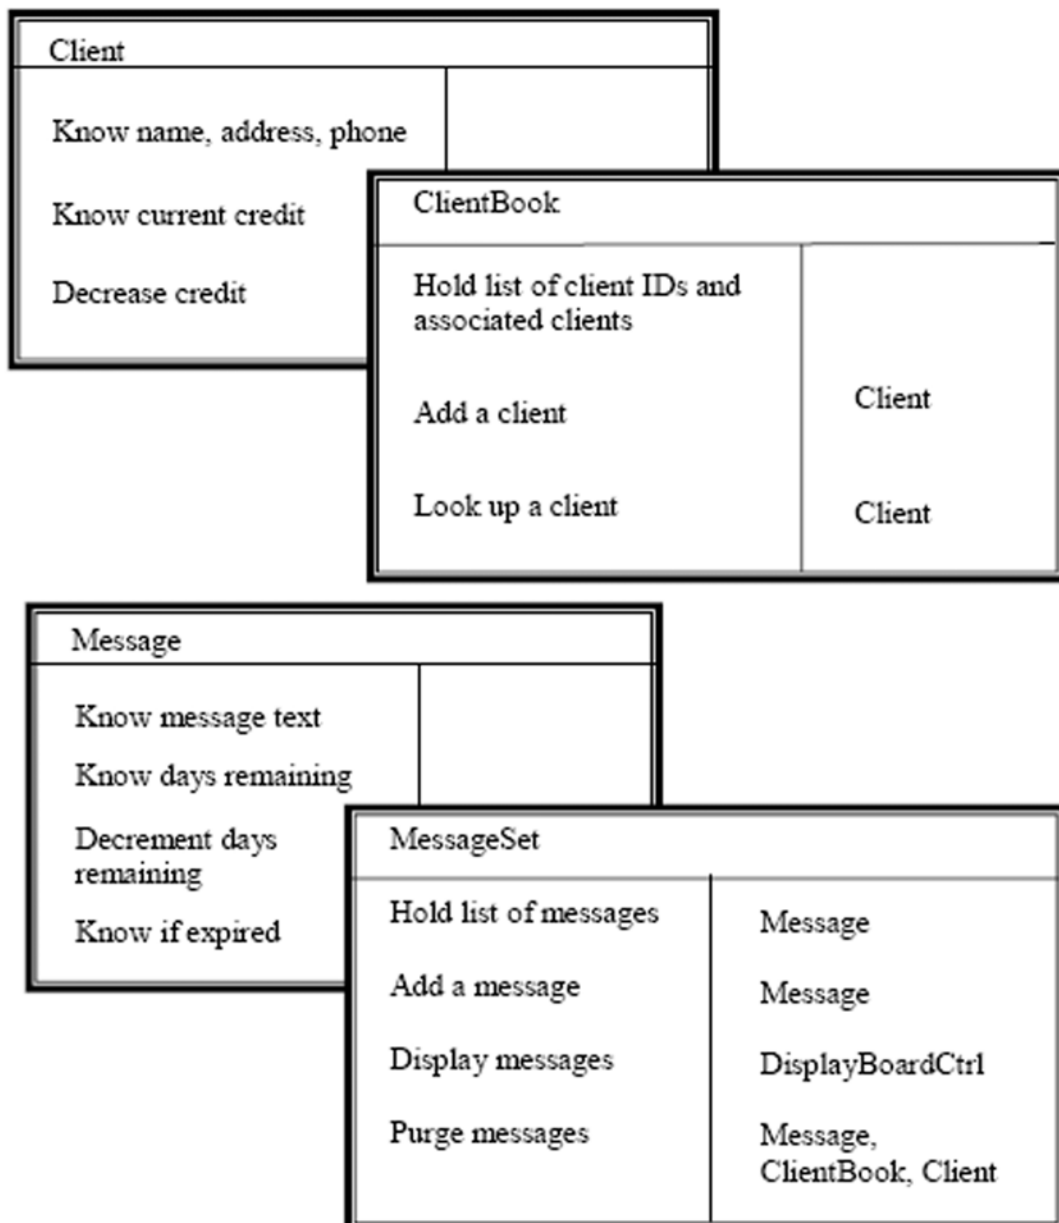 Client
Know name, address, phone
Know current credit
Decrease credit
ClientBook
Hold list of client IDs and
associated clients
Add a client
Client
Look up a client
Client
Message
Know message text
Know days remaining
Decrement days
remaining
Know if expired
MessageSet
Hold list of messages
Message
Add a message
Message
Display messages
DisplayBoardCtrl
Purge messages
Message,
ClientBook, Client